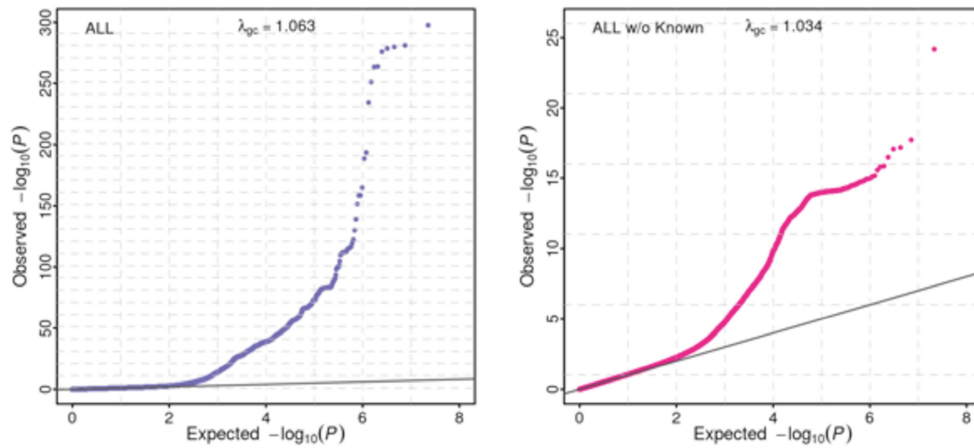 ALL λgc = 1.063
300
250
200
150
100
50
0
Observed −log10(P)
0 2 4 6 8
Expected −log10(P)
ALL w/o Known λgc = 1.034
25
20
15
10
5
0
Observed −log10(P)
0 2 4 6 8
Expected −log10(P)